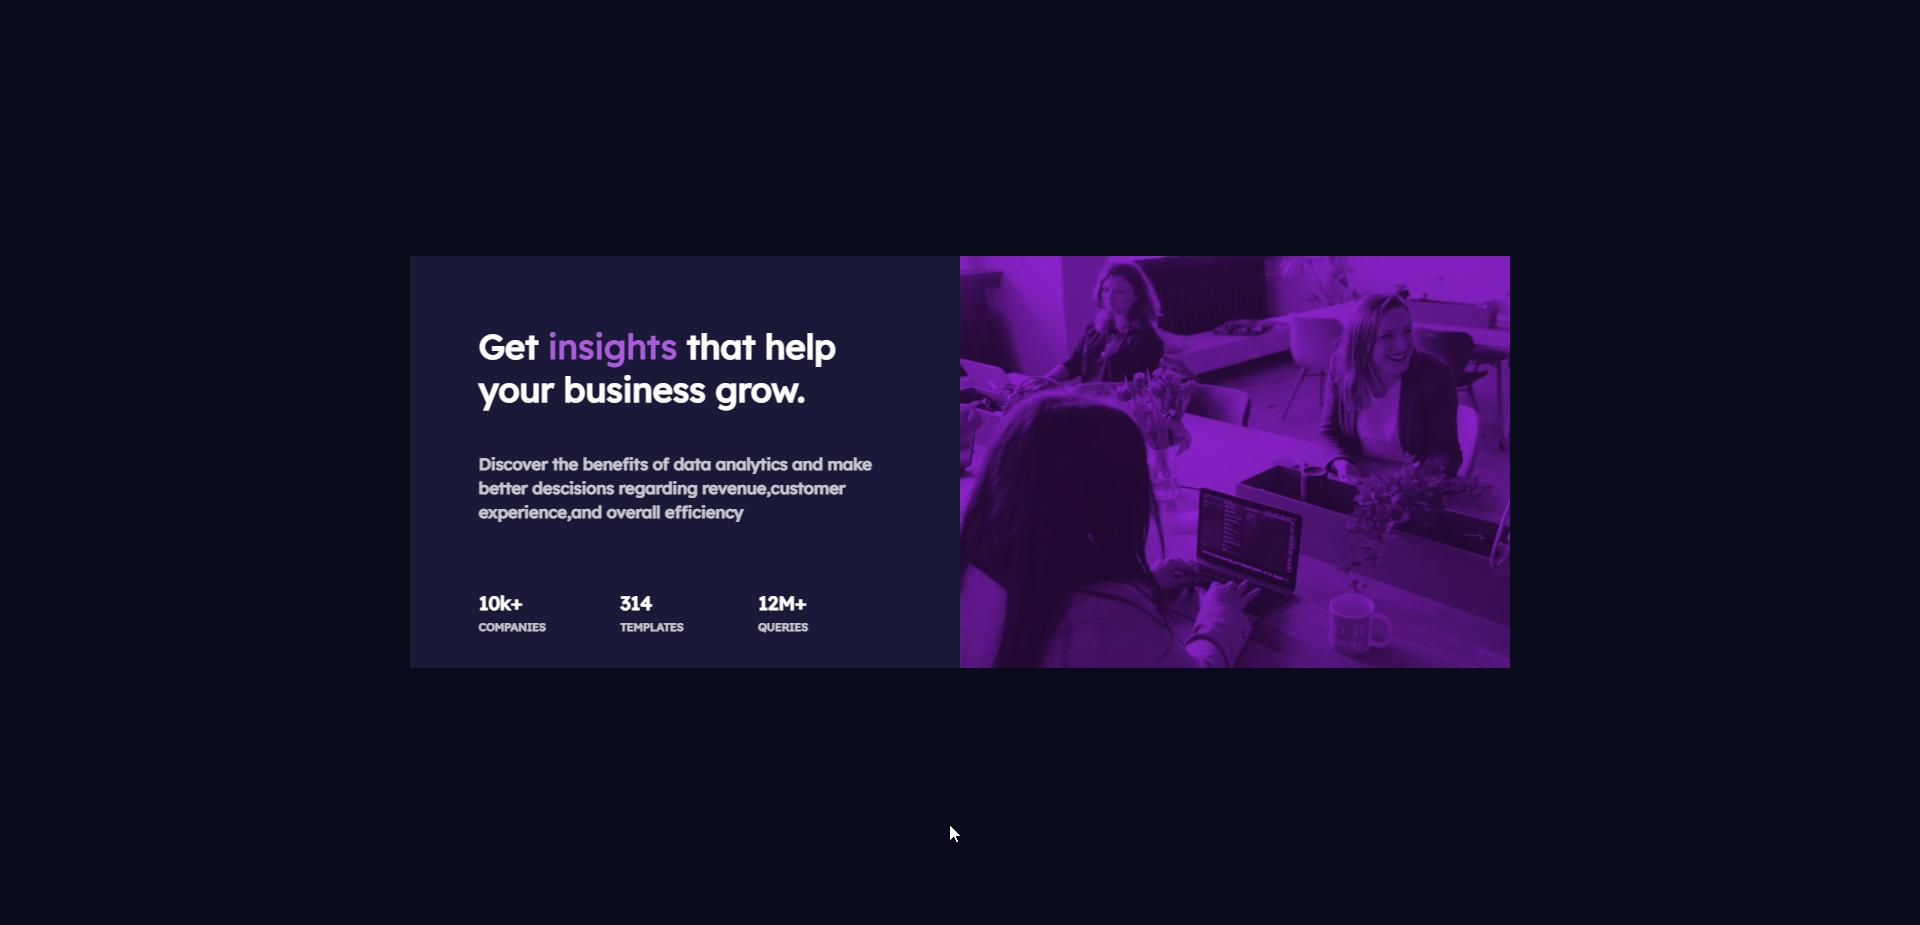 Get insights that help
your business grow.
Discover the benefits of data analytics and make
better descisions regarding revenue,customer
experience,and overall efficiency
10k+ 314 12M+
COMPANIES TEMPLATES QUERIES